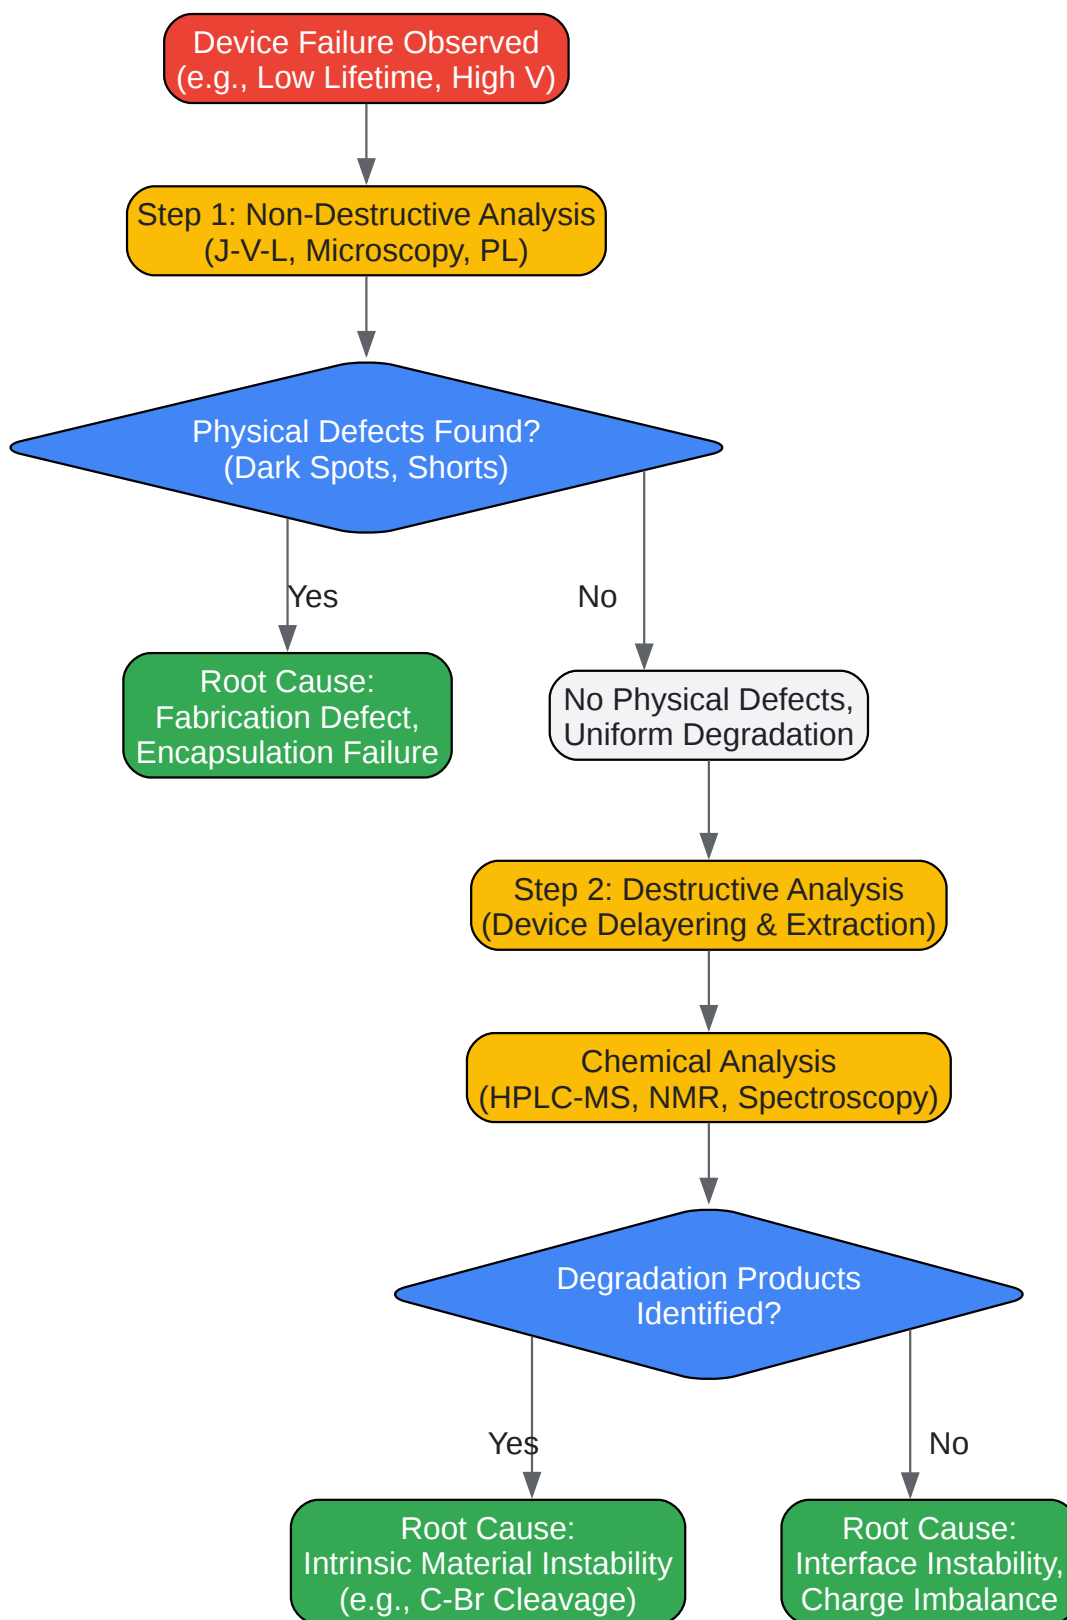 Device Failure Observed
(e.g., Low Lifetime, High V)
Step 1: Non-Destructive Analysis
(J-V-L, Microscopy, PL)
Physical Defects Found?
(Dark Spots, Shorts)
Yes
No
Root Cause:
Fabrication Defect,
Encapsulation Failure
No Physical Defects,
Uniform Degradation
Step 2: Destructive Analysis
(Device Delayering & Extraction)
Chemical Analysis
(HPLC-MS, NMR, Spectroscopy)
Degradation Products
Identified?
Yes
No
Root Cause:
Intrinsic Material Instability
(e.g., C-Br Cleavage)
Root Cause:
Interface Instability,
Charge Imbalance